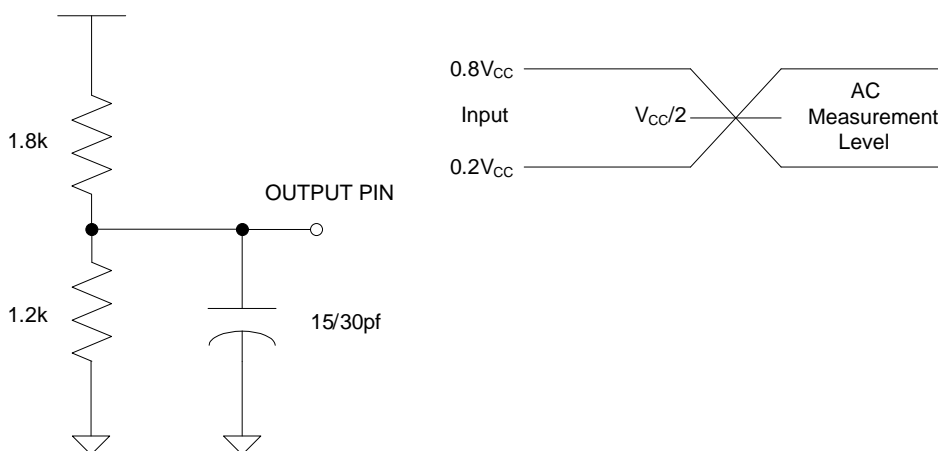 1.8k
OUTPUT PIN
1.2k
15/30pf
0.8VCC
Input
VCC/2
0.2VCC
AC
Measurement
Level